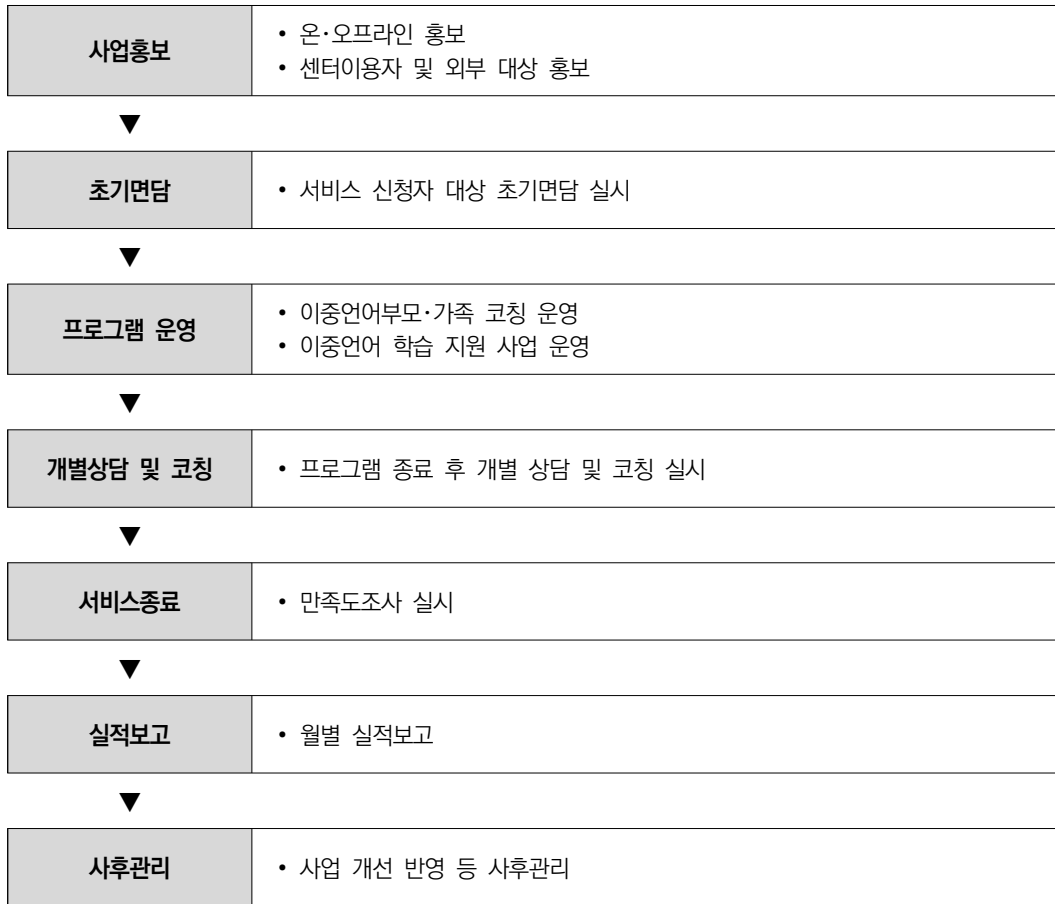 사업홍보
• 온·오프라인 홍보
• 센터이용자 및 외부 대상 홍보
▼
초기면담
• 서비스 신청자 대상 초기면담 실시
▼
프로그램 운영
• 이중언어부모·가족 코칭 운영
• 이중언어 학습 지원 사업 운영
▼
개별상담 및 코칭
• 프로그램 종료 후 개별 상담 및 코칭 실시
▼
서비스종료
• 만족도조사 실시
▼
실적보고
• 월별 실적보고
▼
사후관리
• 사업 개선 반영 등 사후관리